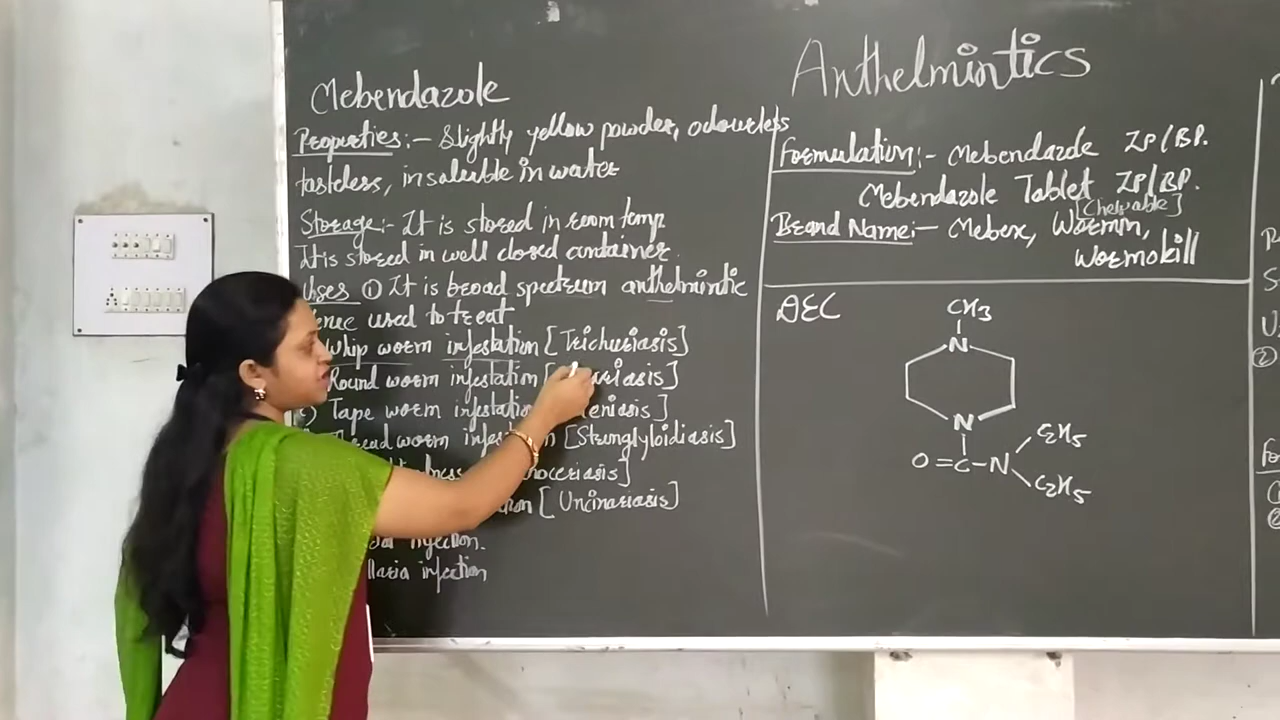 Anthelmintics
Mebendazole
Properties:- Slightly yellow powder, odourless
tasteless, insoluble in water
Storage:- It is stored in room temp.
It is stored in well closed container.
Uses ① It is broad spectrum anthelmintic
used to treat
Whip worm infestation [Trichuriasis]
Round worm infestation [
Tape worm
worm [Strongyloidiasis]
[Uncinariasis]
infection
Formulation:- Mebendazole IP/BP.
Mebendazole Tablet IP/BP.
[Chewable]
Brand Name:- Mebex, Wormin,
Wormokill
DEC
CH3
N
N
O=C-N
C2H5
C2H5